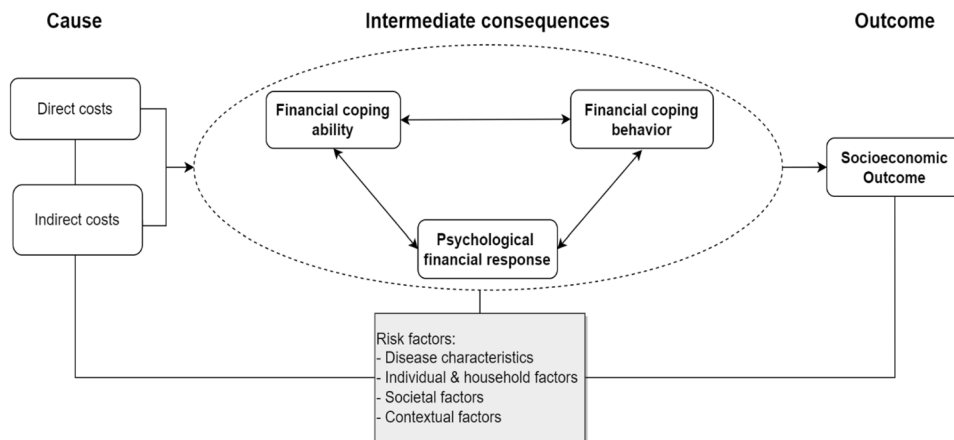 Cause
Intermediate consequences
Outcome
Direct costs
Indirect costs
Financial coping
ability
Financial coping
behavior
Psychological
financial response
Socioeconomic
Outcome
Risk factors:
- Disease characteristics
- Individual & household factors
- Societal factors
- Contextual factors